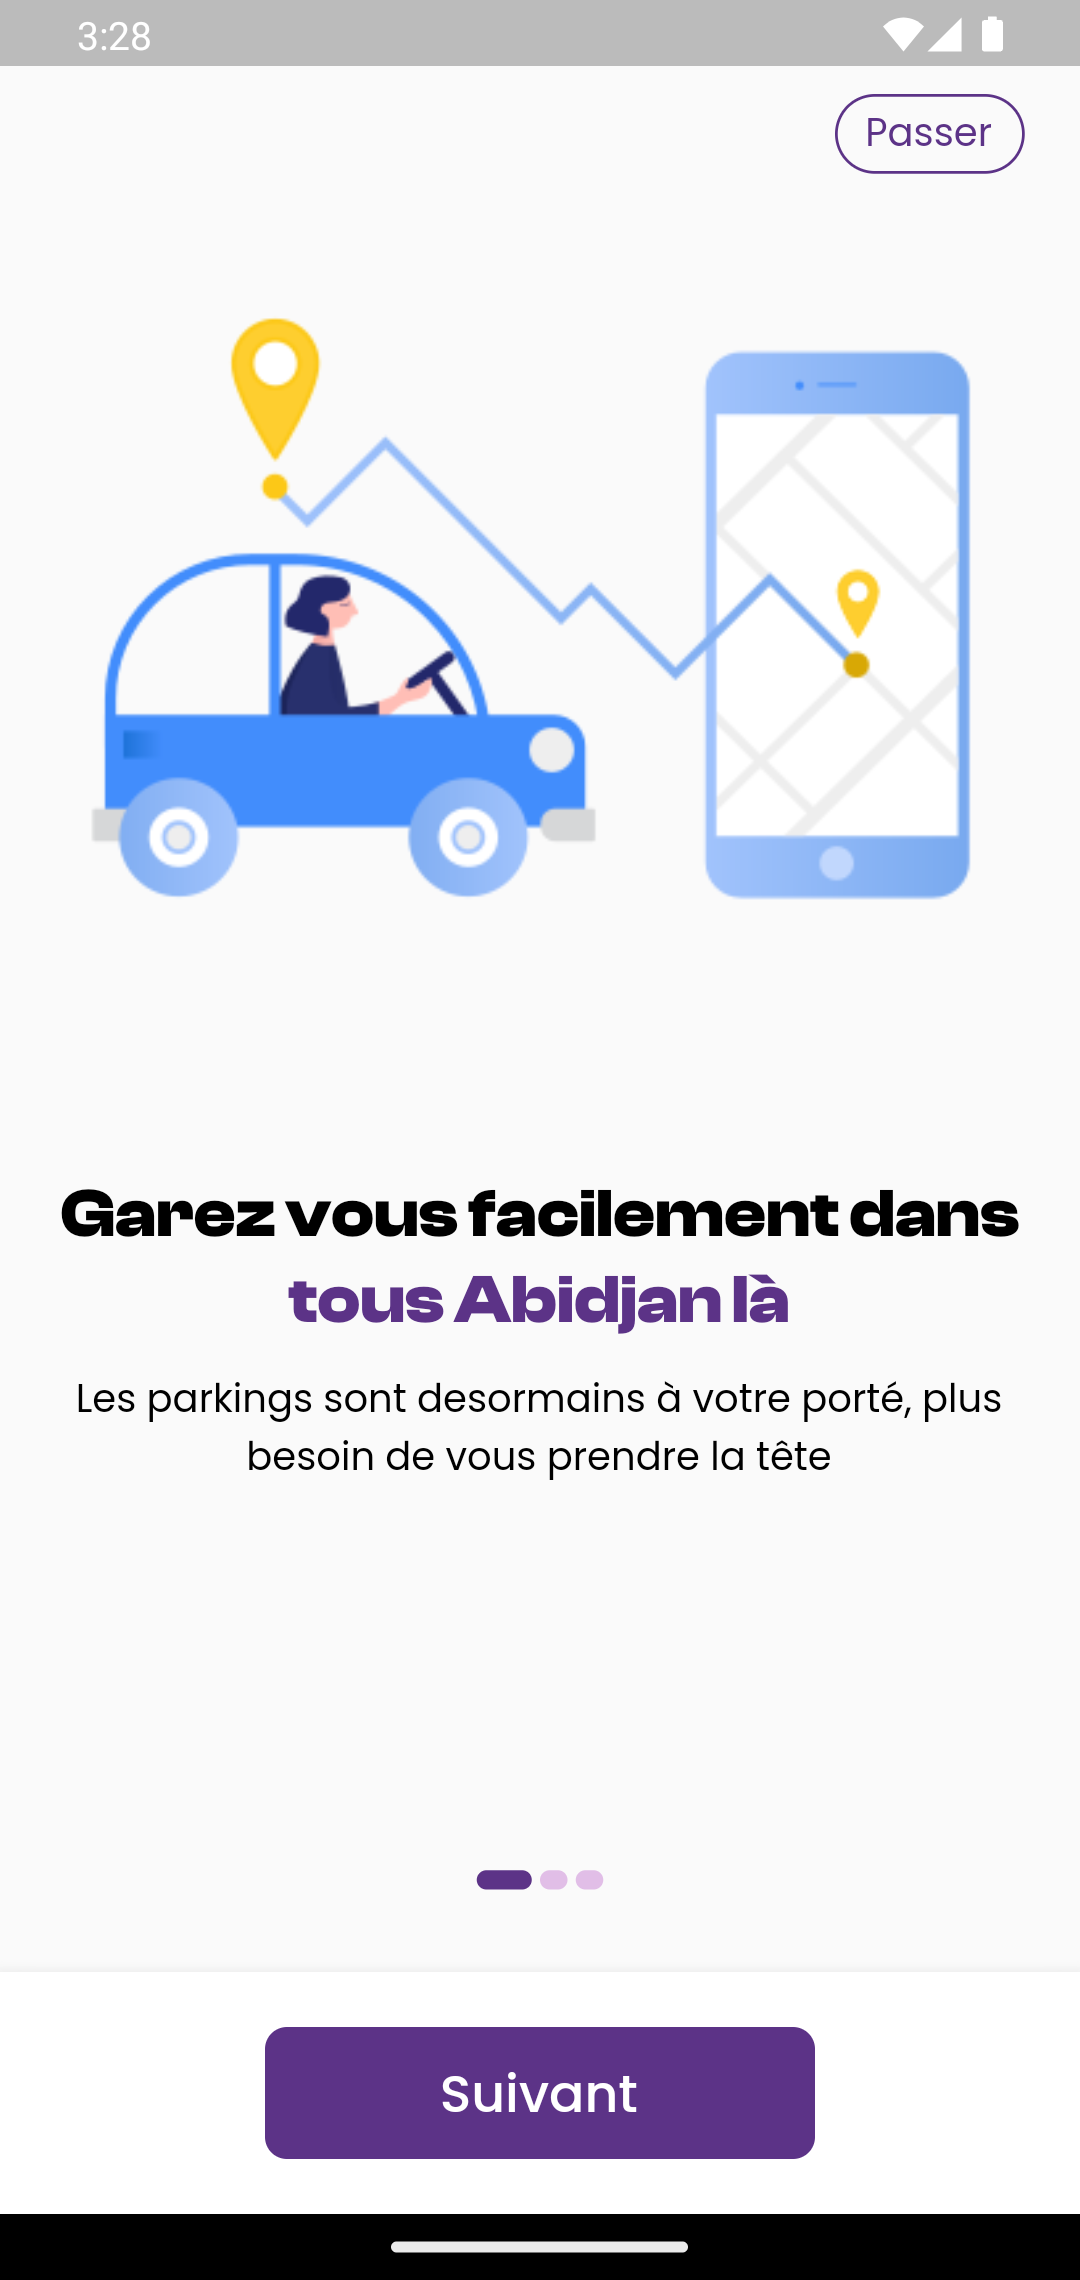 3:28
Passer
Garez vous facilement dans
tous Abidjan là
Les parkings sont desormains à votre porté, plus
besoin de vous prendre la tête
Suivant